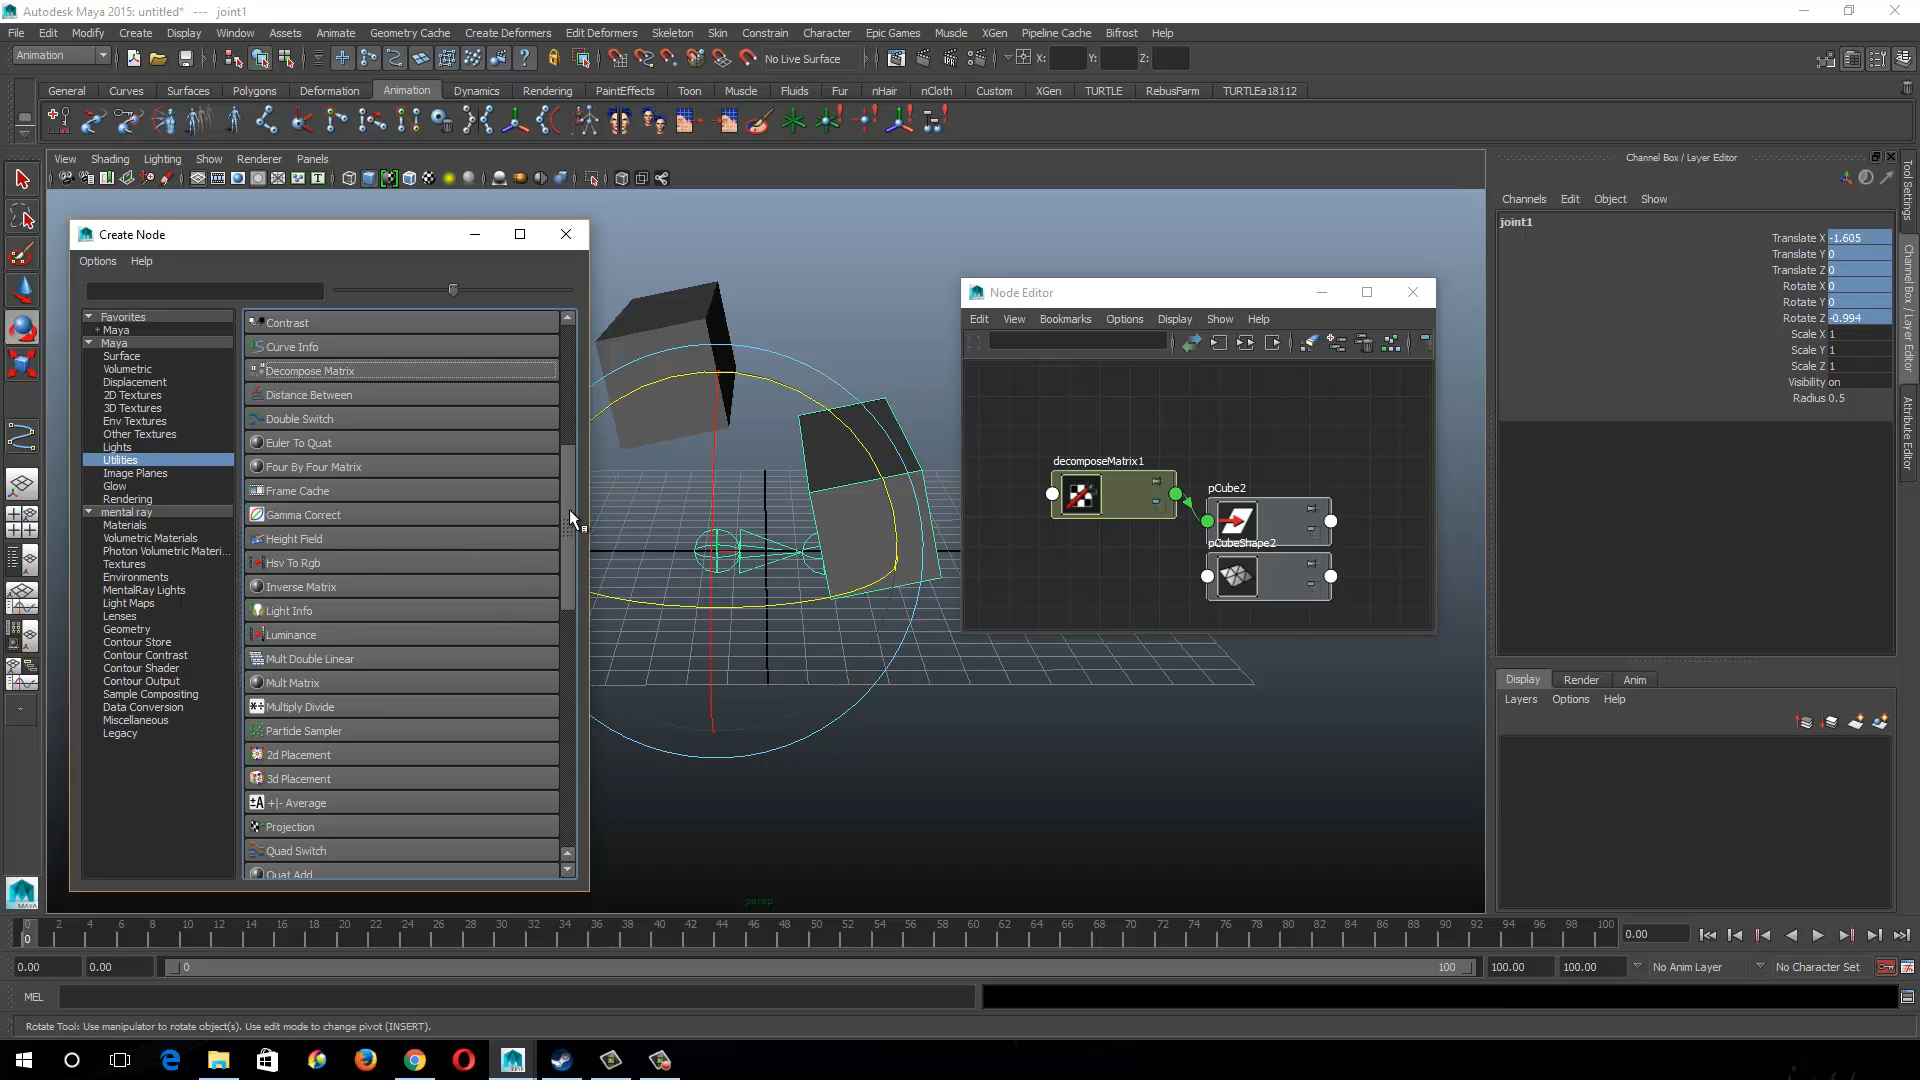 Autodesk Maya 2015: untitled* --- joint1
File Edit Modify Create Display Window Assets Animate Geometry Cache Create Deformers Edit Deformers Skeleton Skin Constrain Character Epic Games Muscle XGen Pipeline Cache Bifrost Help
Animation No Live Surface X: Y: Z:
General Curves Surfaces Polygons Deformation Animation Dynamics Rendering PaintEffects Toon Muscle Fluids Fur nHair nCloth Custom XGen TURTLE RebusFarm TURTLEa18112
View Shading Lighting Show Renderer Panels
Create Node
Options Help
Favorites
+ Maya
Maya
Surface
Volumetric
Displacement
2D Textures
3D Textures
Env Textures
Other Textures
Lights
Utilities
Image Planes
Glow
Rendering
mental ray
Materials
Volumetric Materials
Photon Volumetric Materi...
Textures
Environments
MentalRay Lights
Light Maps
Lenses
Geometry
Contour Store
Contour Contrast
Contour Shader
Contour Output
Sample Compositing
Data Conversion
Miscellaneous
Legacy
Contrast
Curve Info
Decompose Matrix
Distance Between
Double Switch
Euler To Quat
Four By Four Matrix
Frame Cache
Gamma Correct
Height Field
Hsv To Rgb
Inverse Matrix
Light Info
Luminance
Mult Double Linear
Mult Matrix
Multiply Divide
Particle Sampler
2d Placement
3d Placement
+|- Average
Projection
Quad Switch
Quat Add
persp
Node Editor
Edit View Bookmarks Options Display Show Help
decomposeMatrix1
pCube2
pCubeShape2
Channel Box / Layer Editor
Channels Edit Object Show
joint1
Translate X -1.605
Translate Y 0
Translate Z 0
Rotate X 0
Rotate Y 0
Rotate Z -0.994
Scale X 1
Scale Y 1
Scale Z 1
Visibility on
Radius 0.5
Tool Settings
Channel Box / Layer Editor
Attribute Editor
Display Render Anim
Layers Options Help
0 2 4 6 8 10 12 14 16 18 20 22 24 26 28 30 32 34 36 38 40 42 44 46 48 50 52 54 56 58 60 62 64 66 68 70 72 74 76 78 80 82 84 86 88 90 92 94 96 98 100
0 0.00
0.00 0.00 0 100 100.00 100.00 No Anim Layer No Character Set
MEL
Rotate Tool: Use manipulator to rotate object(s). Use edit mode to change pivot (INSERT).
MAYA